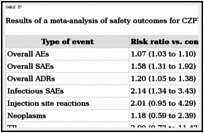 TABLE 37
Results of a meta-analysis of safety outcomes for CZP
Type of event Risk ratio vs. con
Overall AEs 1.07 (1.03 to 1.10)
Overall SAEs 1.58 (1.31 to 1.92)
Overall ADRs 1.20 (1.05 to 1.38)
Infectious SAEs 2.14 (1.34 to 3.43)
Injection site reactions 2.01 (0.95 to 4.29)
Neoplasms 1.18 (0.59 to 2.39)
TB